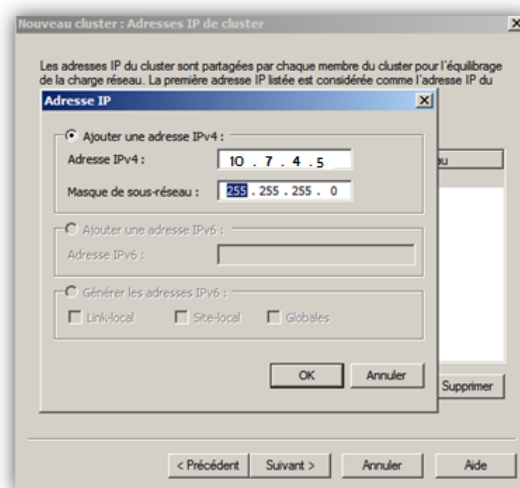 Nouveau cluster : Adresses IP de cluster
Les adresses IP du cluster sont partagées par chaque membre du cluster pour l'équilibrage
de la charge réseau. La première adresse IP listée est considérée comme l'adresse IP du
Adresse IP
Ajouter une adresse IPv4 :
Adresse IPv4 : 10 . 7 . 4 . 5
Masque de sous-réseau : 255 . 255 . 255 . 0
Ajouter une adresse IPv6 :
Adresse IPv6 :
Générer les adresses IPv6 :
Link-local Site-local Globales
OK Annuler
Supprimer
< Précédent Suivant > Annuler Aide